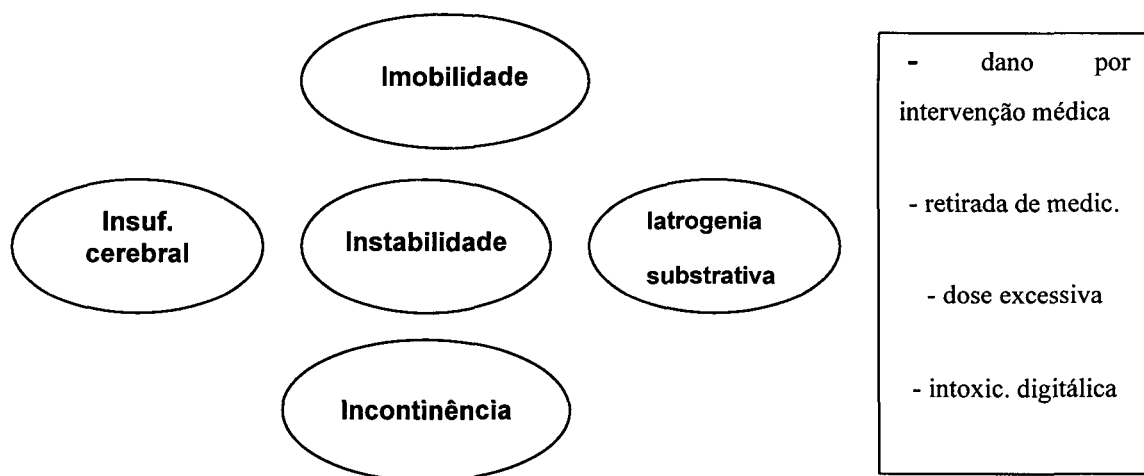 Imobilidade
Insuf.
cerebral
Instabilidade
Iatrogenia
substrativa
Incontinência
- dano por
intervenção médica
- retirada de medic.
- dose excessiva
- intoxic. digitálica